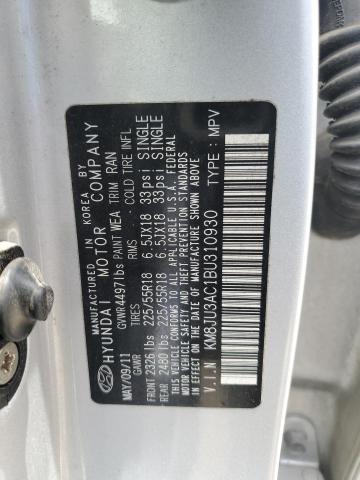 MANUFACTURED IN KOREA BY
HYUNDAI MOTOR COMPANY
MAY/09/11 GVWR4497lbs PAINT WEA TRIM RAN
GAWR TIRES RIMS COLD TIRE INFL
FRONT 2326 lbs 225/55R18 6.5JX18 33psi SINGLE
REAR 2480 lbs 225/55R18 6.5JX18 33psi SINGLE
THIS VEHICLE CONFORMS TO ALL APPLICABLE U.S.A. FEDERAL
MOTOR VEHICLE SAFETY, BUMPER, AND THEFT PREVENTION STANDARDS
IN EFFECT ON THE DATE OF MANUFACTURE SHOWN ABOVE.
V.I.N KM8JU3AC1BU310930 TYPE: MPV